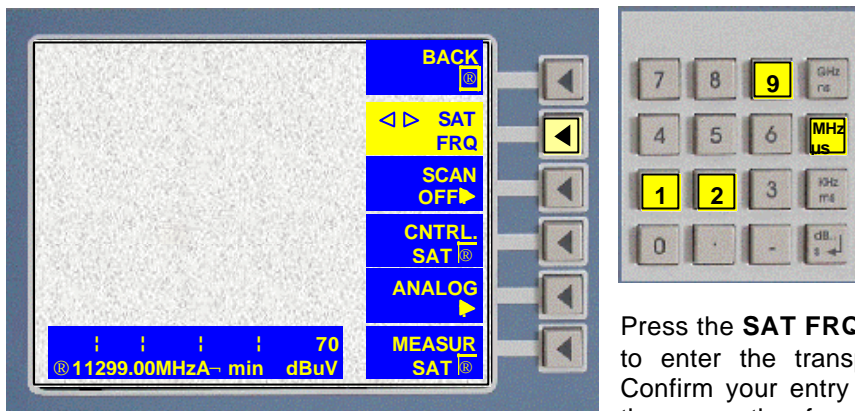 BACK
®
◁ ▷ SAT
FRQ
SCAN
OFF▶
CNTRL.
SAT ®
ANALOG
▶
MEASUR
SAT ®
¦ ¦ ¦ ¦ 70
®11299.00MHzA¬ min dBuV
7 8 9 GHz
ns
4 5 6 MHz
µs
1 2 3 KHz
ms
0 . - dB..
s ↵
Press the SAT FRQ
to enter the transp
Confirm your entry